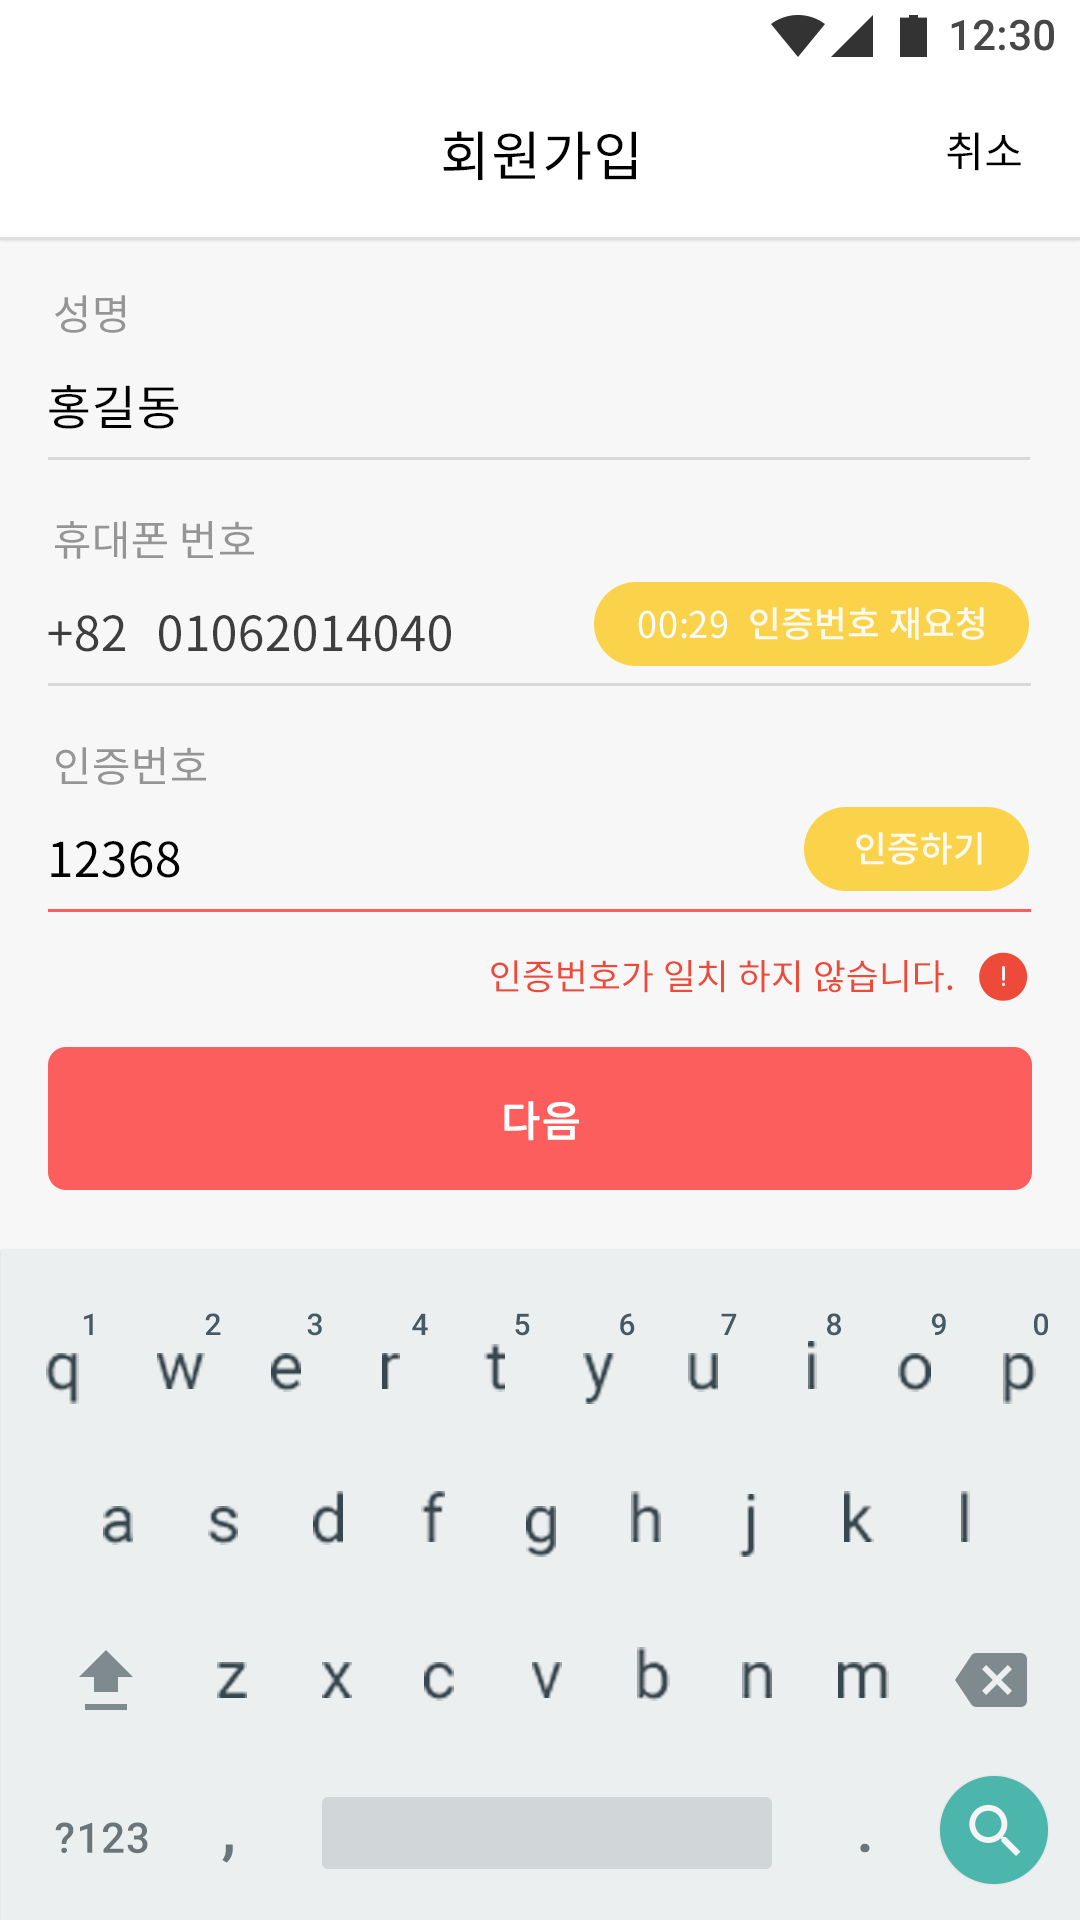 12:30
회원가입 취소
성명
홍길동
휴대폰 번호
+82 01062014040 00:29 인증번호 재요청
인증번호
12368 인증하기
인증번호가 일치 하지 않습니다. !
다음
1 2 3 4 5 6 7 8 9 0
q w e r t y u i o p
a s d f g h j k l
z x c v b n m
?123 , .